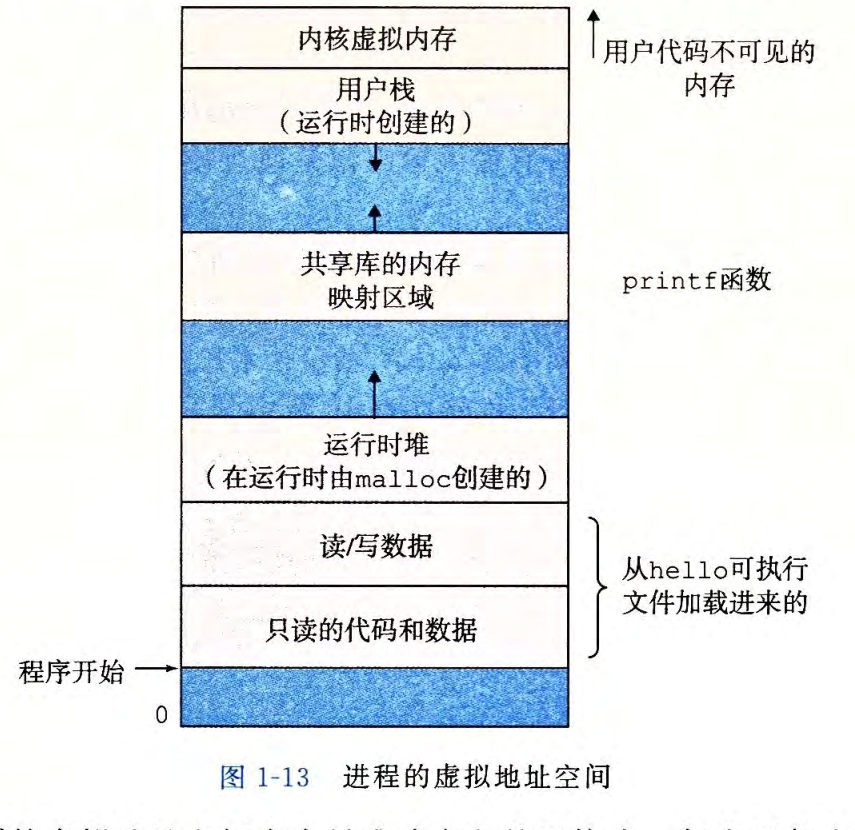 内核虚拟内存
用户代码不可见的
内存
用户栈
（运行时创建的）
共享库的内存
映射区域
printf函数
运行时堆
（在运行时由malloc创建的）
读/写数据
从hello可执行
文件加载进来的
只读的代码和数据
程序开始
0
图 1-13 进程的虚拟地址空间